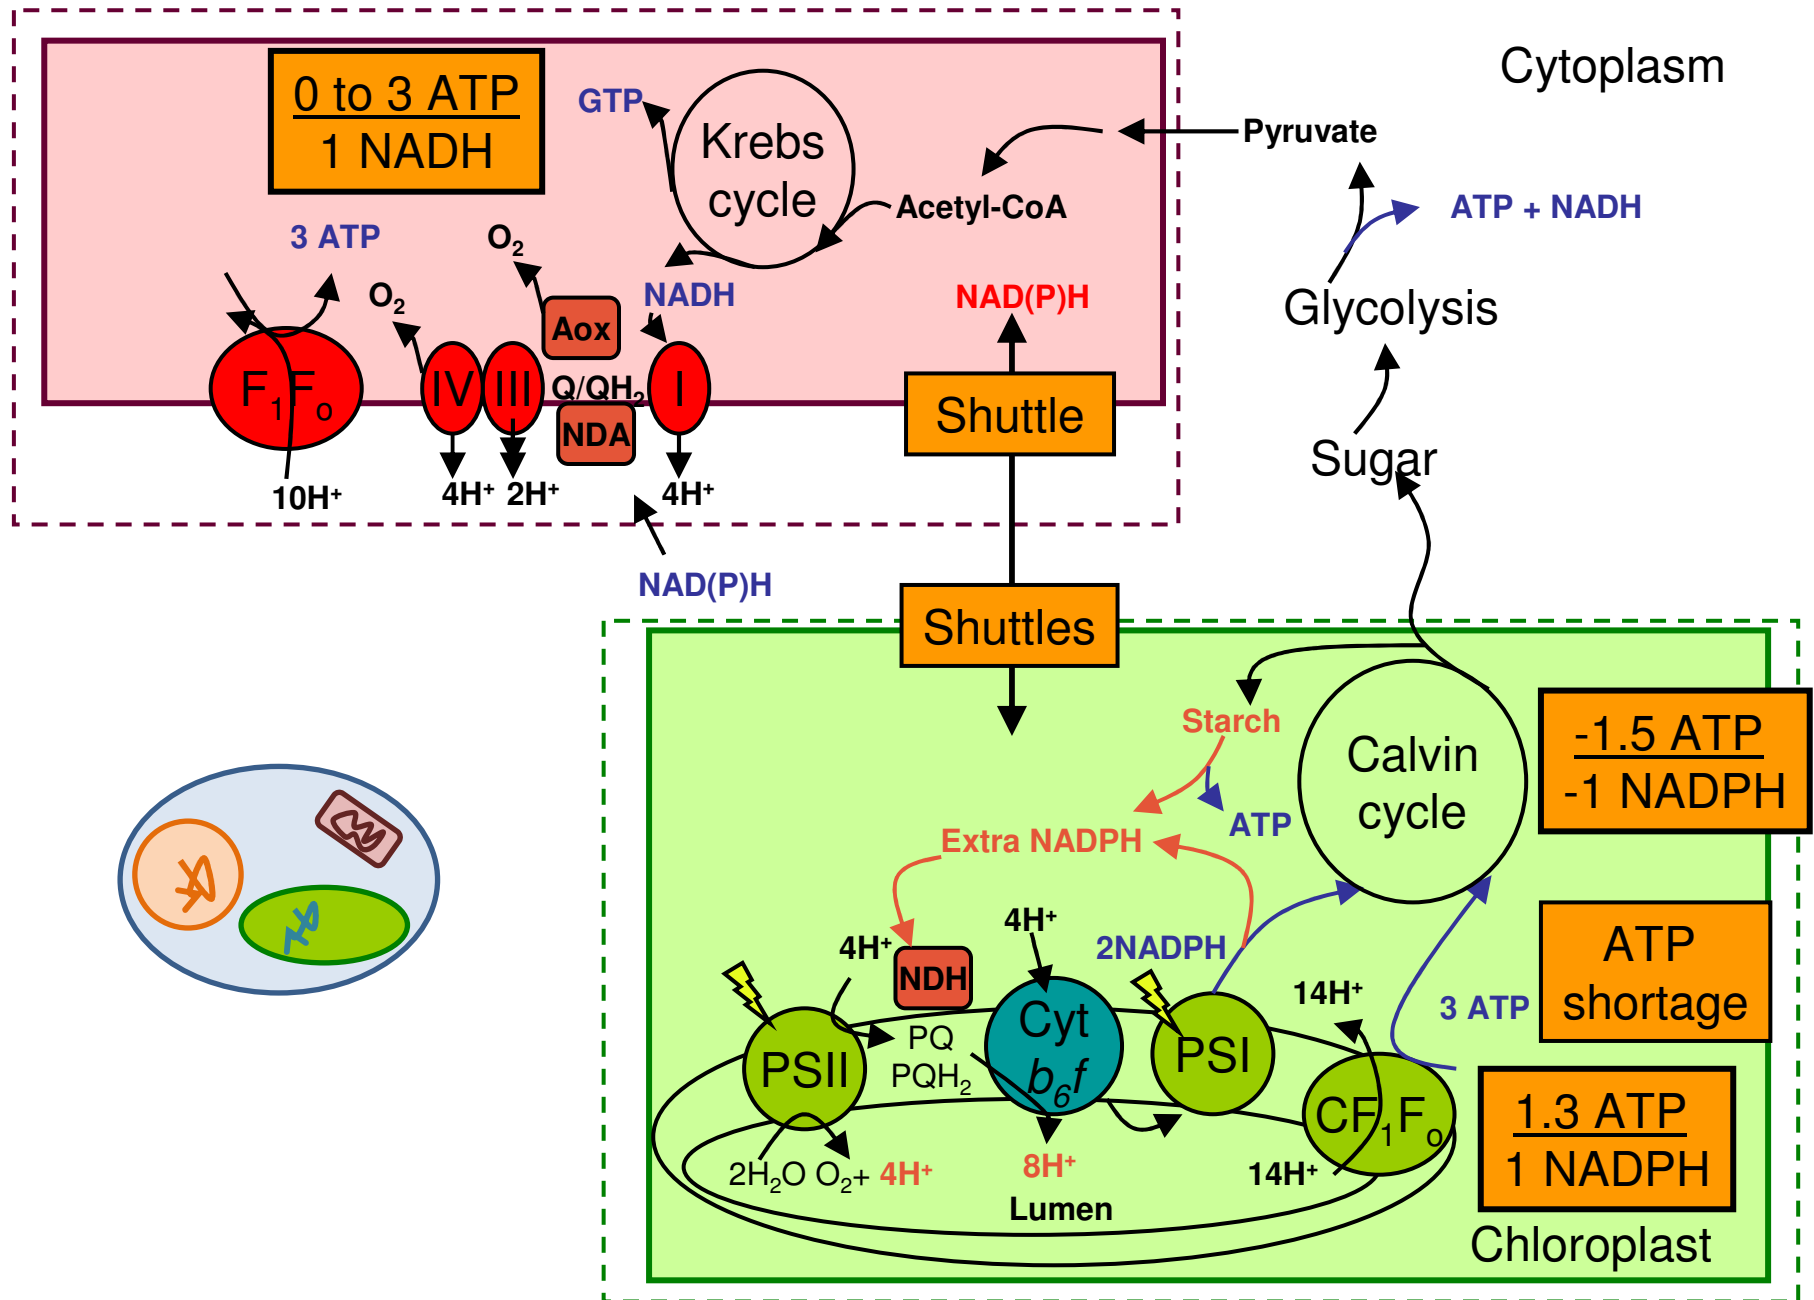 Cytoplasm
0 to 3 ATP
1 NADH
GTP
Krebs
cycle
Pyruvate
Acetyl-CoA
ATP + NADH
3 ATP
O₂
O₂
NADH
NAD(P)H
Glycolysis
Aox
F₁Fₒ
IV
III
Q/QH₂
I
Shuttle
NDA
Sugar
10H⁺
4H⁺
2H⁺
4H⁺
NAD(P)H
Shuttles
Starch
Calvin
cycle
-1.5 ATP
-1 NADPH
ATP
Extra NADPH
4H⁺
4H⁺
2NADPH
ATP
shortage
NDH
14H⁺
3 ATP
Cyt
b₆f
PQ
PQH₂
PSII
PSI
CF₁Fₒ
1.3 ATP
1 NADPH
2H₂O O₂+ 4H⁺
8H⁺
14H⁺
Lumen
Chloroplast